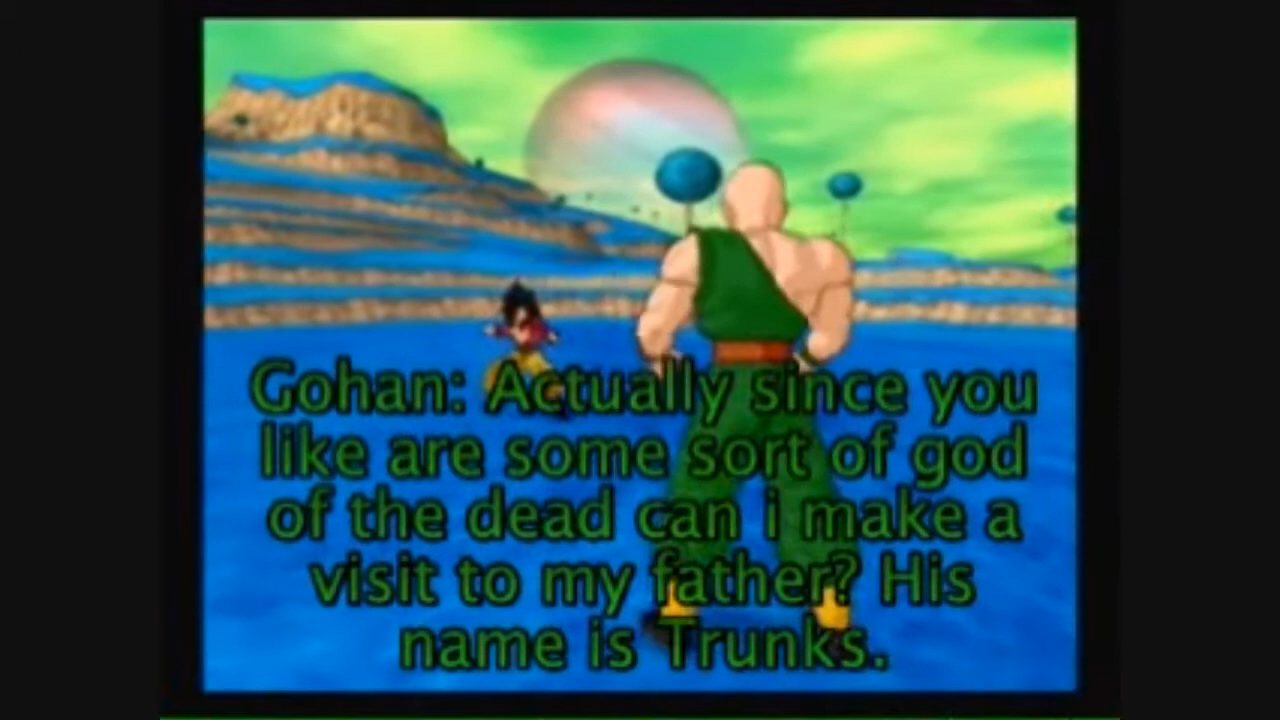 Gohan: Actually since you
like are some sort of god
of the dead can i make a
visit to my father? His
name is Trunks.